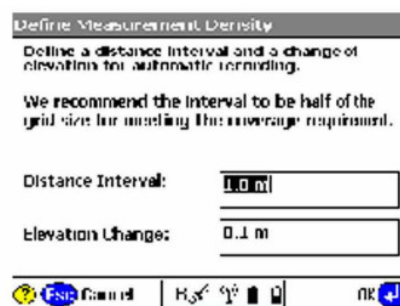 Define Measurement Density
Define a distance interval and a change of
elevation for automatic recording.
We recommend the interval to be half of the
grid size for meeting the coverage requirement.
Distance Interval:
1.0 m
Elevation Change:
0.1 m
Esc Cancel
OK